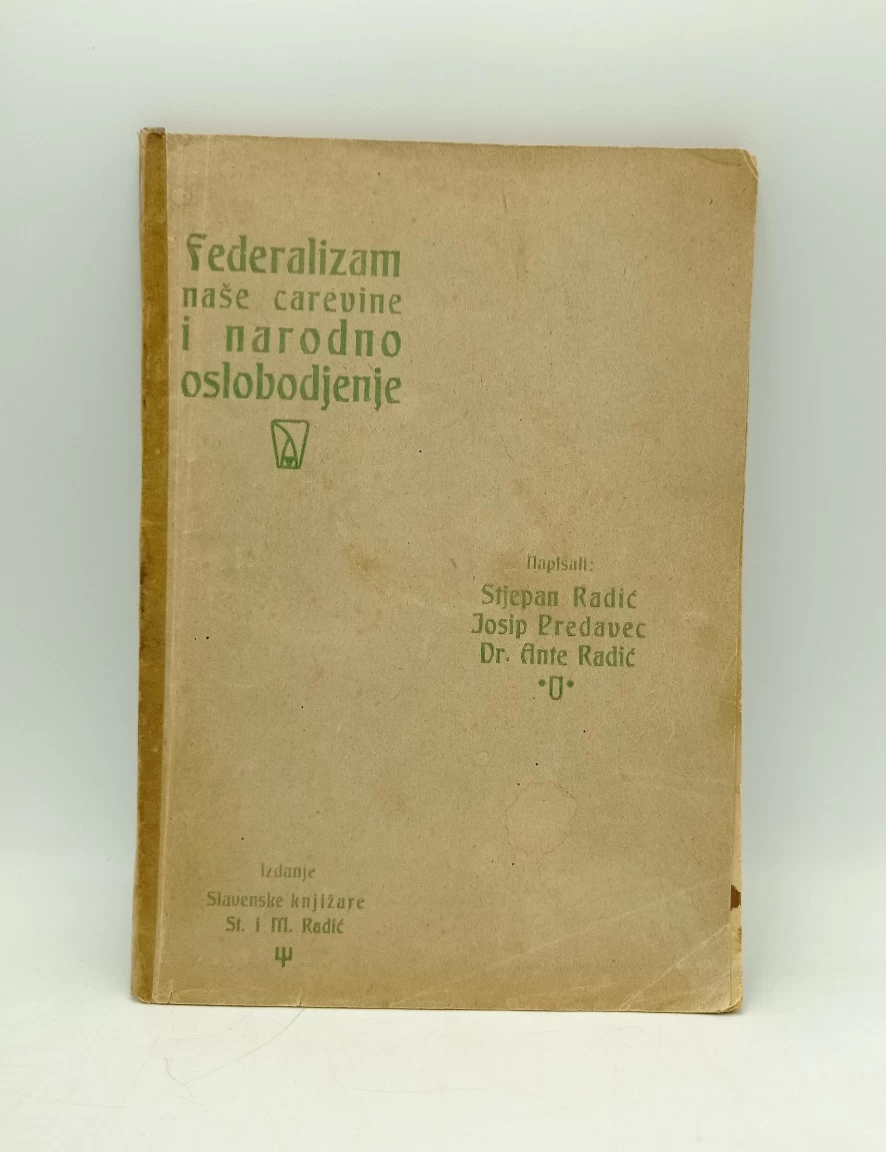 Federalizam
naše carevine
i narodno
oslobodjenje
Napisali:
Stjepan Radić
Josip Predavec
Dr. Ante Radić
Izdanje
Slavenske knjižare
St. i M. Radić